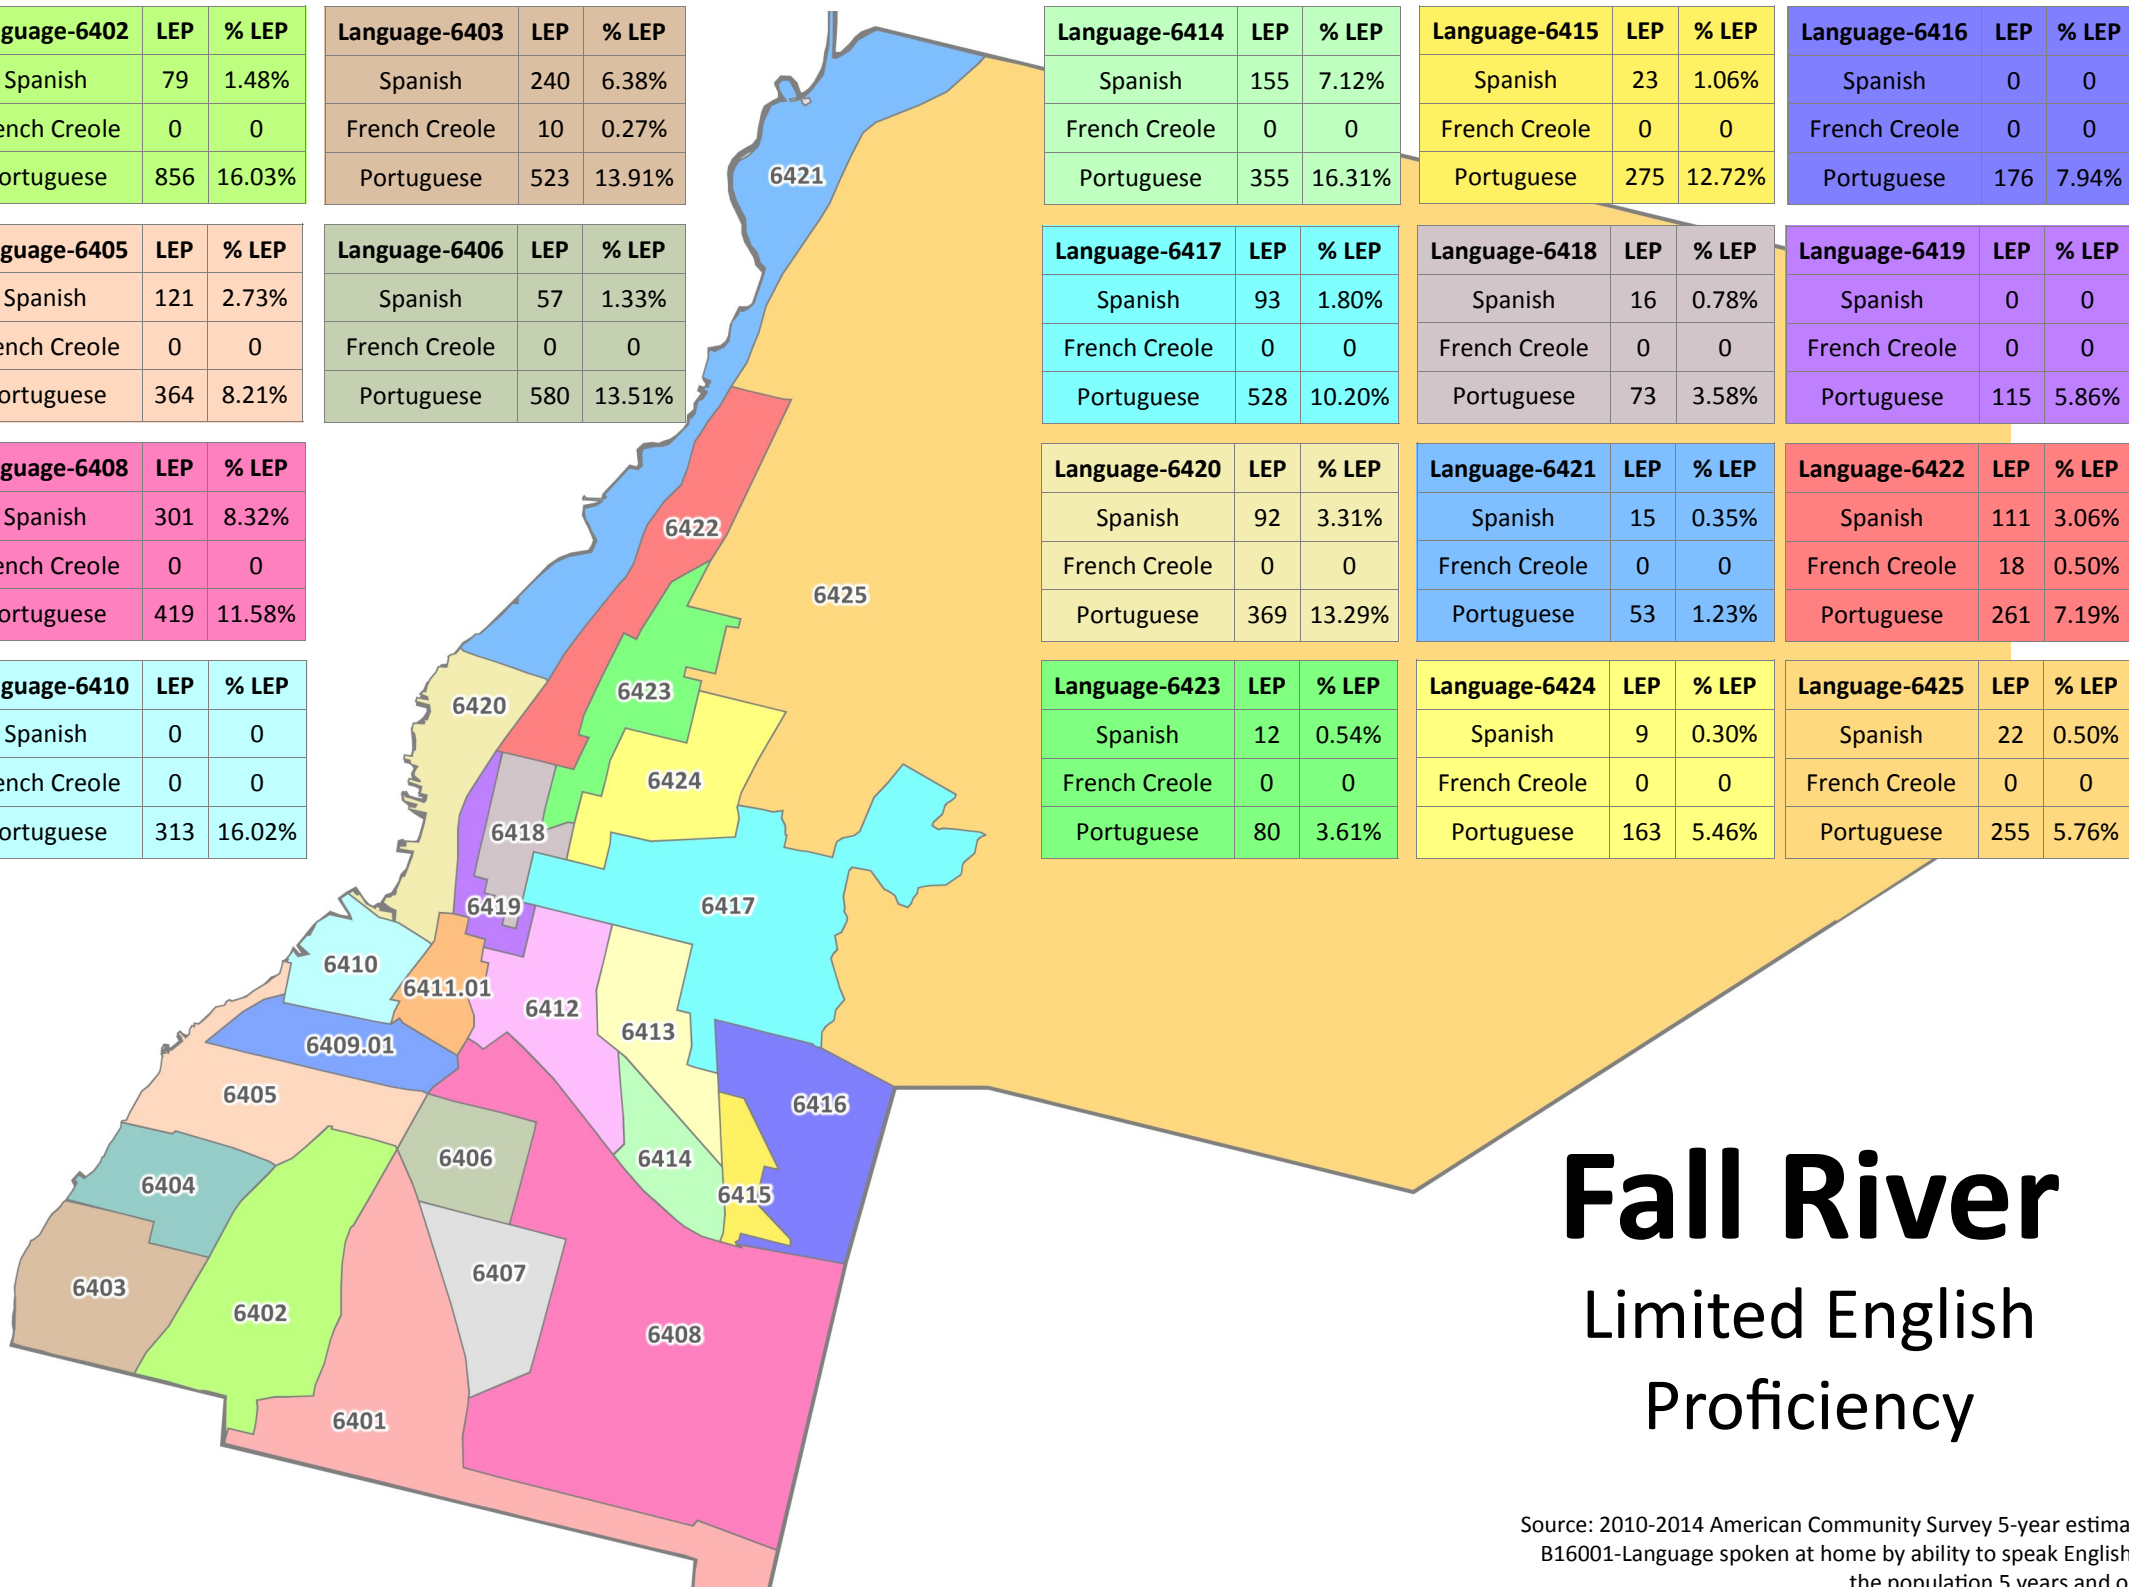 guage-6402 LEP % LEP
Spanish 79 1.48%
ench Creole 0 0
ortuguese 856 16.03%
Language-6403 LEP % LEP
Spanish 240 6.38%
French Creole 10 0.27%
Portuguese 523 13.91%
Language-6414 LEP % LEP
Spanish 155 7.12%
French Creole 0 0
Portuguese 355 16.31%
Language-6415 LEP % LEP
Spanish 23 1.06%
French Creole 0 0
Portuguese 275 12.72%
Language-6416 LEP % LEP
Spanish 0 0
French Creole 0 0
Portuguese 176 7.94%
guage-6405 LEP % LEP
Spanish 121 2.73%
ench Creole 0 0
ortuguese 364 8.21%
Language-6406 LEP % LEP
Spanish 57 1.33%
French Creole 0 0
Portuguese 580 13.51%
Language-6417 LEP % LEP
Spanish 93 1.80%
French Creole 0 0
Portuguese 528 10.20%
Language-6418 LEP % LEP
Spanish 16 0.78%
French Creole 0 0
Portuguese 73 3.58%
Language-6419 LEP % LEP
Spanish 0 0
French Creole 0 0
Portuguese 115 5.86%
guage-6408 LEP % LEP
Spanish 301 8.32%
ench Creole 0 0
ortuguese 419 11.58%
Language-6420 LEP % LEP
Spanish 92 3.31%
French Creole 0 0
Portuguese 369 13.29%
Language-6421 LEP % LEP
Spanish 15 0.35%
French Creole 0 0
Portuguese 53 1.23%
Language-6422 LEP % LEP
Spanish 111 3.06%
French Creole 18 0.50%
Portuguese 261 7.19%
guage-6410 LEP % LEP
Spanish 0 0
ench Creole 0 0
ortuguese 313 16.02%
Language-6423 LEP % LEP
Spanish 12 0.54%
French Creole 0 0
Portuguese 80 3.61%
Language-6424 LEP % LEP
Spanish 9 0.30%
French Creole 0 0
Portuguese 163 5.46%
Language-6425 LEP % LEP
Spanish 22 0.50%
French Creole 0 0
Portuguese 255 5.76%
6421
6422
6425
6423
6420
6424
6418
6419
6417
6410
6411.01
6412
6413
6409.01
6405
6416
6406
6414
6404
6415
6407
6403
6402
6408
6401
Fall River
Limited English
Proficiency
Source: 2010-2014 American Community Survey 5-year estima
B16001-Language spoken at home by ability to speak English
the population 5 years and o